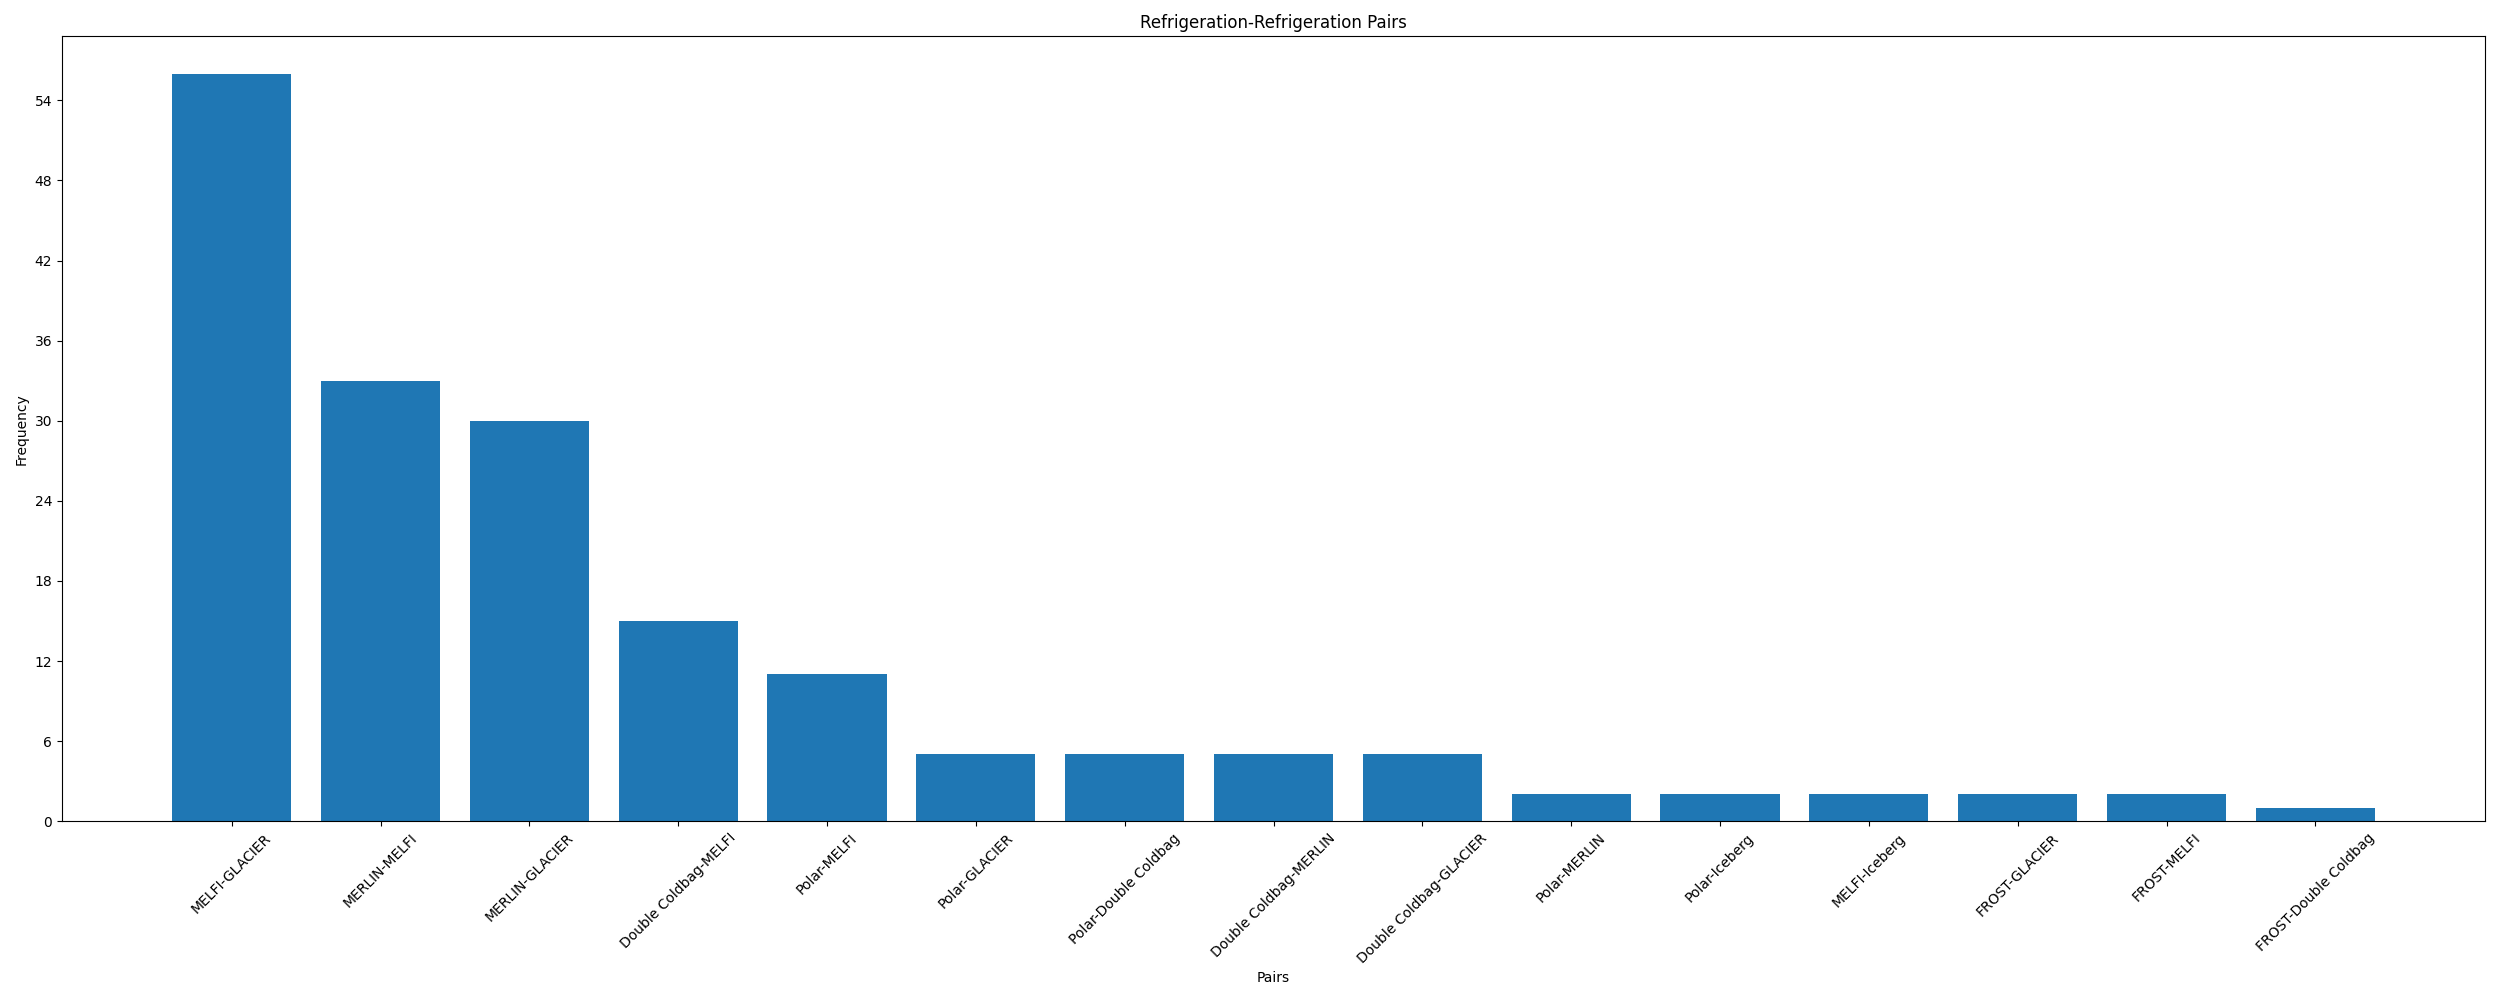 Refrigeration-Refrigeration Pairs
Frequency
54
48
42
36
30
24
18
12
6
0
MELFI-GLACIER
MERLIN-MELFI
MERLIN-GLACIER
Double Coldbag-MELFI
Polar-MELFI
Polar-GLACIER
Polar-Double Coldbag
Double Coldbag-MERLIN
Double Coldbag-GLACIER
Polar-MERLIN
Polar-Iceberg
MELFI-Iceberg
FROST-GLACIER
FROST-MELFI
FROST-Double Coldbag
Pairs